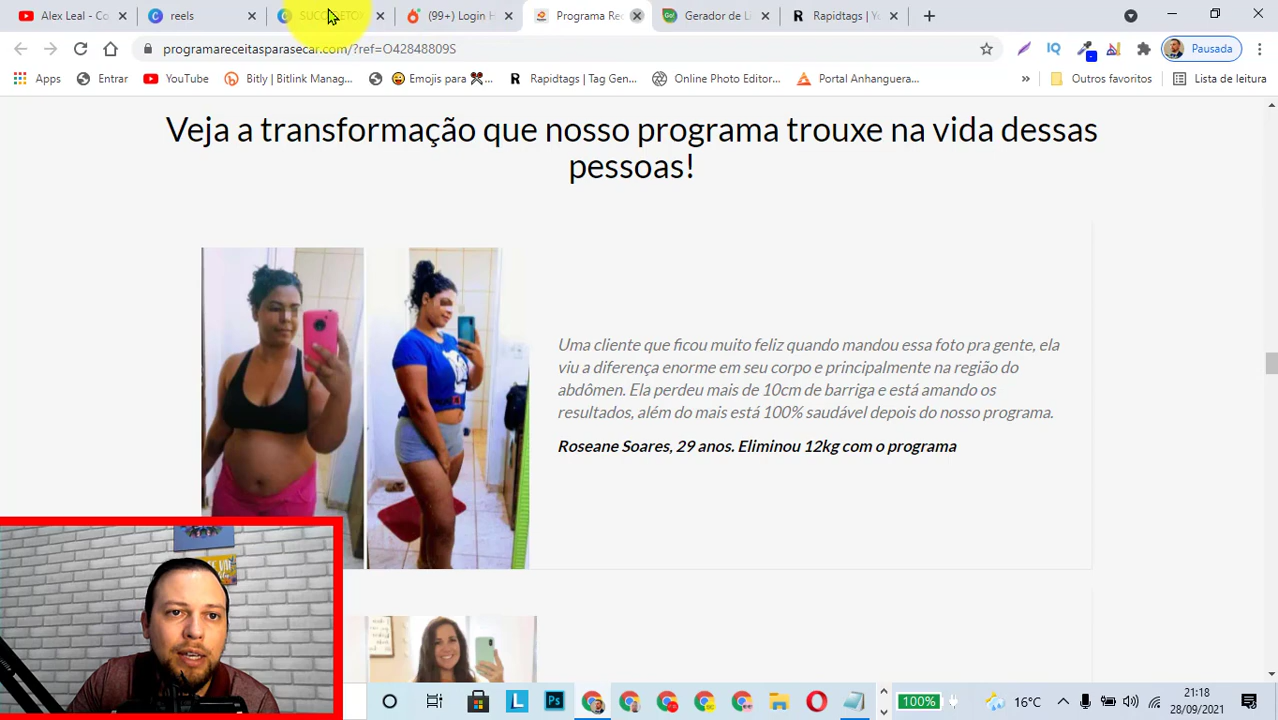 Alex Leal - Co
reels
SUCO DETOX
(99+) Login H
Programa Rec
Gerador de Li
Rapidtags | Yo
programareceitasparasecar.com/?ref=O42848809S
Pausada
Apps
Entrar
YouTube
Bitly | Bitlink Manag...
Emojis para ...
Rapidtags | Tag Gen...
Online Photo Editor...
Portal Anhanguera...
»
Outros favoritos
Lista de leitura
Veja a transformação que nosso programa trouxe na vida dessas
pessoas!
Uma cliente que ficou muito feliz quando mandou essa foto pra gente, ela
viu a diferença enorme em seu corpo e principalmente na região do
abdômen. Ela perdeu mais de 10cm de barriga e está amando os
resultados, além do mais está 100% saudável depois do nosso programa.
Roseane Soares, 29 anos. Eliminou 12kg com o programa
100%
16°C
21:18
28/09/2021